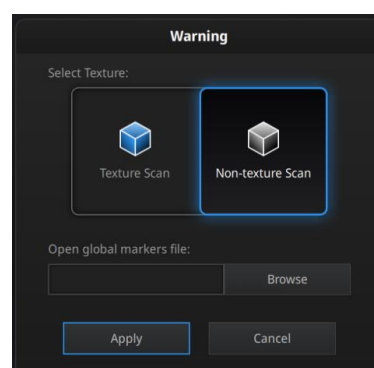 Warning
Select Texture:
Texture Scan
Non-texture Scan
Open global markers file:
Browse
Apply
Cancel